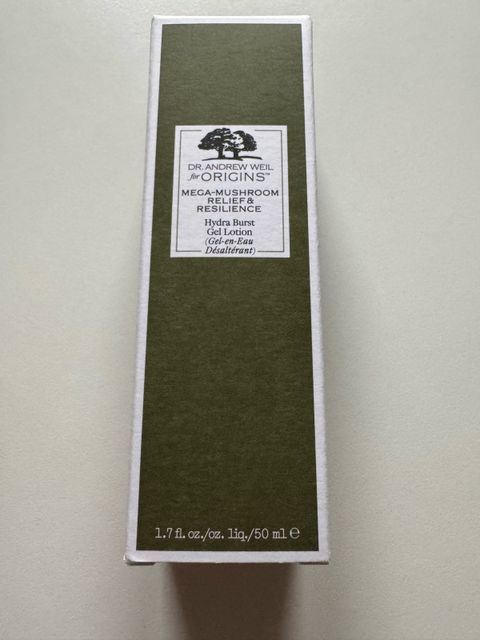 DR. ANDREW WEIL
for ORIGINS™
MEGA-MUSHROOM
RELIEF &
RESILIENCE
Hydra Burst
Gel Lotion
(Gel-en-Eau
Désaltérant)
1.7 fl. oz./oz. liq./50 ml ℮